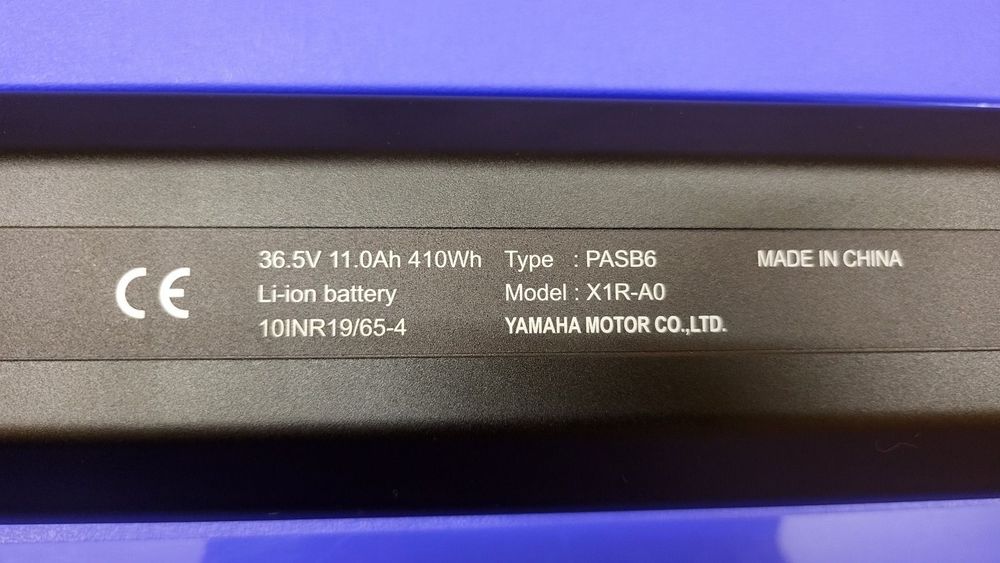 CE
36.5V 11.0Ah 410Wh
Li-ion battery
10INR19/65-4
Type : PASB6
Model : X1R-A0
YAMAHA MOTOR CO.,LTD.
MADE IN CHINA